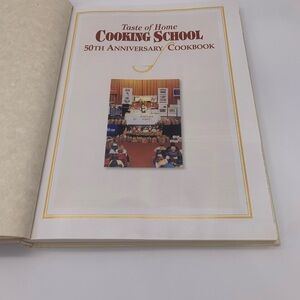 Taste of Home
COOKING SCHOOL
50TH ANNIVERSARY COOKBOOK